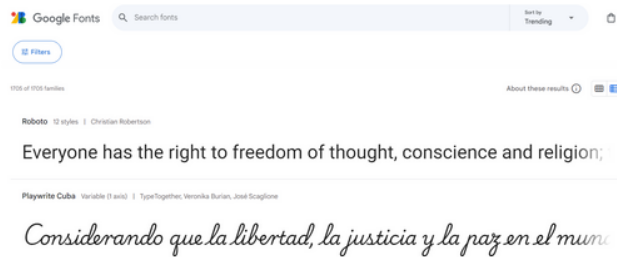 Google Fonts Search fonts Sort by
Trending
Filters
1705 of 1705 families About these results
Roboto 12 styles | Christian Robertson
Everyone has the right to freedom of thought, conscience and religion;
Playwrite Cuba Variable (1 axis) | TypeTogether, Veronika Burian, José Scaglione
Considerando que la libertad, la justicia y la paz en el mun